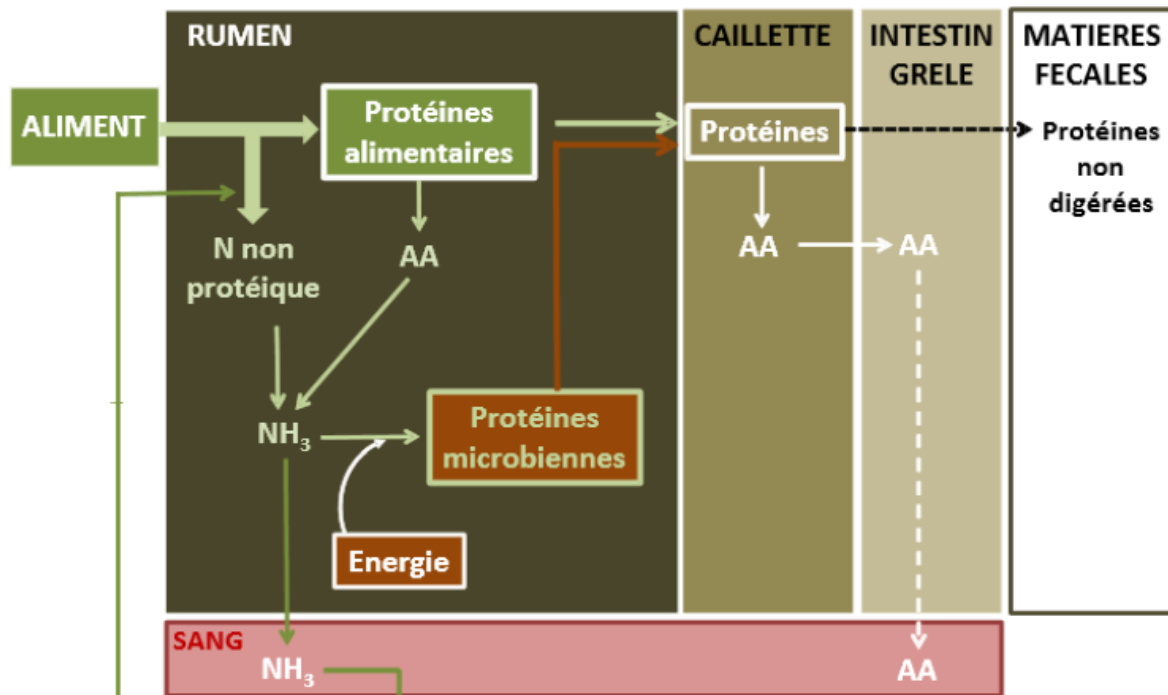 RUMEN
CAILLETTE
INTESTIN
GRELE
MATIERES
FECALES
ALIMENT
Protéines
alimentaires
Protéines
Protéines
non
digérées
N non
protéique
AA
AA
AA
NH₃
Protéines
microbiennes
Energie
SANG
NH₃
AA